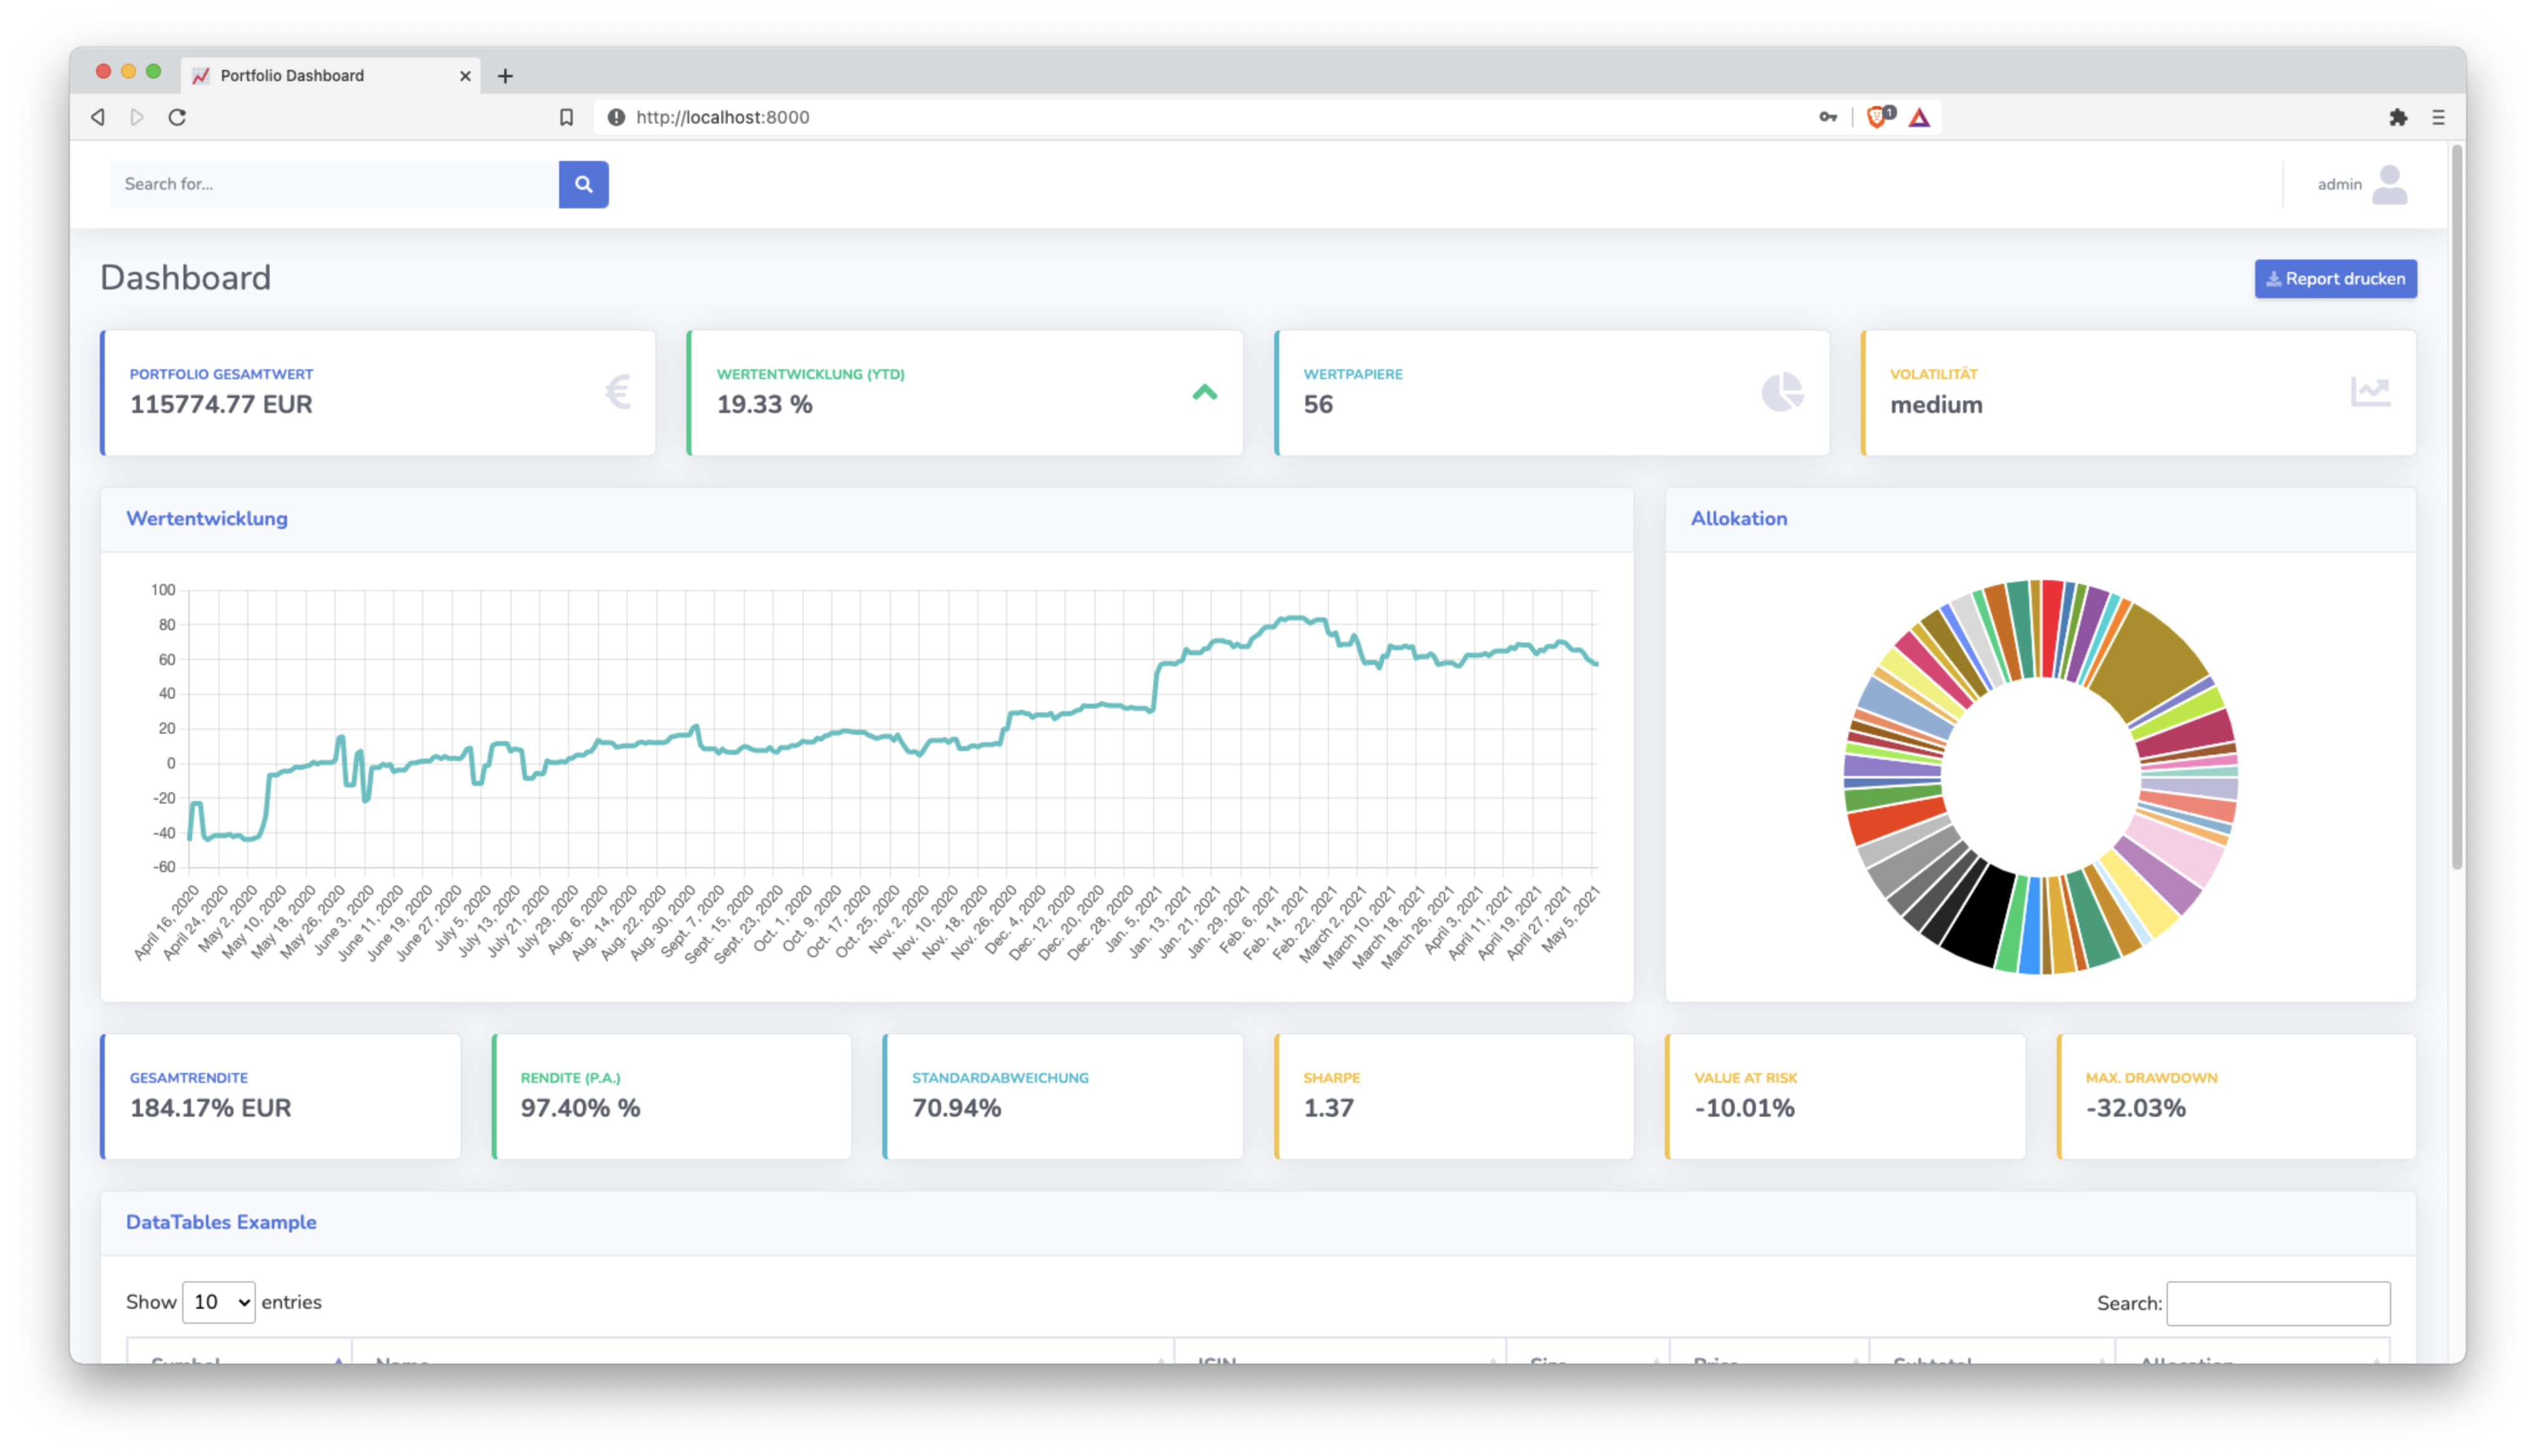 Portfolio Dashboard
http://localhost:8000
1
Search for...
admin
Dashboard
Report drucken
PORTFOLIO GESAMTWERT
115774.77 EUR
€
WERTENTWICKLUNG (YTD)
19.33 %
WERTPAPIERE
56
VOLATILITÄT
medium
Wertentwicklung
100
80
60
40
20
0
-20
-40
-60
April 16, 2020
April 24, 2020
May 2, 2020
May 10, 2020
May 18, 2020
May 26, 2020
June 3, 2020
June 11, 2020
June 19, 2020
June 27, 2020
July 5, 2020
July 13, 2020
July 21, 2020
July 29, 2020
Aug. 6, 2020
Aug. 14, 2020
Aug. 22, 2020
Aug. 30, 2020
Sept. 7, 2020
Sept. 15, 2020
Sept. 23, 2020
Oct. 1, 2020
Oct. 9, 2020
Oct. 17, 2020
Oct. 25, 2020
Nov. 2, 2020
Nov. 10, 2020
Nov. 18, 2020
Nov. 26, 2020
Dec. 4, 2020
Dec. 12, 2020
Dec. 20, 2020
Dec. 28, 2020
Jan. 5, 2021
Jan. 13, 2021
Jan. 21, 2021
Jan. 29, 2021
Feb. 6, 2021
Feb. 14, 2021
Feb. 22, 2021
March 2, 2021
March 10, 2021
March 18, 2021
March 26, 2021
April 3, 2021
April 11, 2021
April 19, 2021
April 27, 2021
May 5, 2021
Allokation
GESAMTRENDITE
184.17% EUR
RENDITE (P.A.)
97.40% %
STANDARDABWEICHUNG
70.94%
SHARPE
1.37
VALUE AT RISK
-10.01%
MAX. DRAWDOWN
-32.03%
DataTables Example
Show 10 entries
Search:
Symbol Name ISIN Size Price Subtotal Allocation